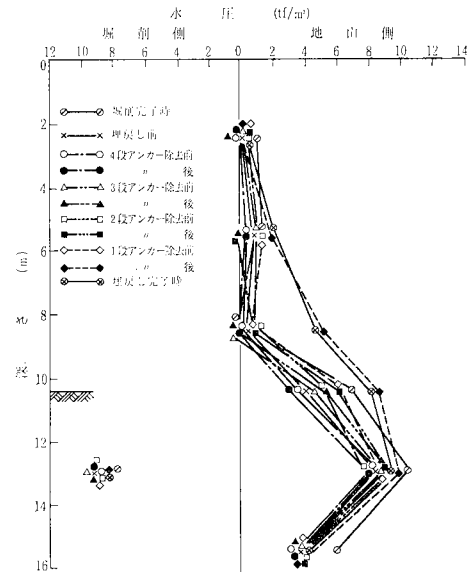 水 圧 (tf/m²)
堀 削 側 地 山 側
12 10 8 6 4 2 0 2 4 6 8 10 12 14
0
2
4
6
8
10
12
14
16
深 さ (m)
堀削完了時
埋戻し前
4段アンカー除去前
〃 後
3段アンカー除去前
〃 後
2段アンカー除去前
〃 後
1段アンカー除去前
〃 後
埋戻し完了時